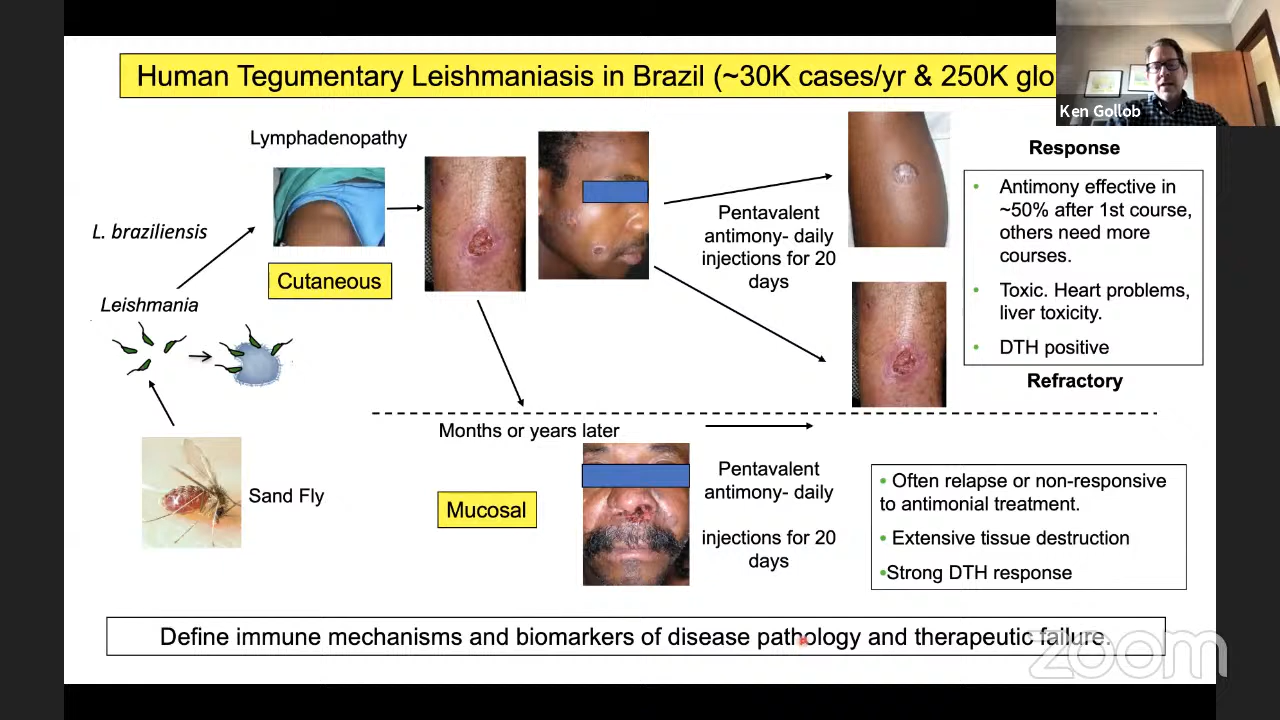 Human Tegumentary Leishmaniasis in Brazil (~30K cases/yr & 250K glo
Ken Gollob
Lymphadenopathy
L. braziliensis
Leishmania
Cutaneous
Sand Fly
Pentavalent
antimony- daily
injections for 20
days
Response
• Antimony effective in
~50% after 1st course,
others need more
courses.
• Toxic. Heart problems,
liver toxicity.
• DTH positive
Refractory
Months or years later
Mucosal
Pentavalent
antimony- daily
injections for 20
days
• Often relapse or non-responsive
to antimonial treatment.
• Extensive tissue destruction
•Strong DTH response
Define immune mechanisms and biomarkers of disease pathology and therapeutic failure.
zoom